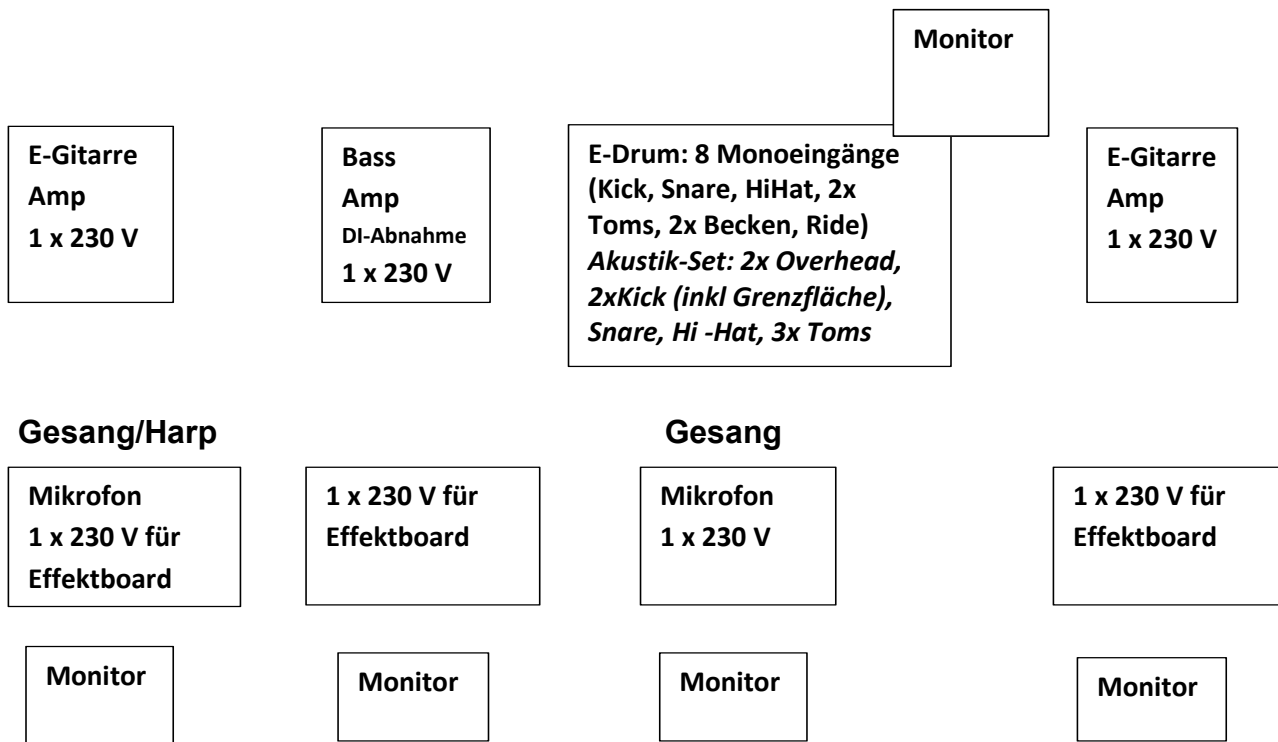 Monitor
E-Gitarre
Amp
1 x 230 V
Bass
Amp
DI-Abnahme
1 x 230 V
E-Drum: 8 Monoeingänge
(Kick, Snare, HiHat, 2x
Toms, 2x Becken, Ride)
Akustik-Set: 2x Overhead,
2xKick (inkl Grenzfläche),
Snare, Hi -Hat, 3x Toms
E-Gitarre
Amp
1 x 230 V
Gesang/Harp
Gesang
Mikrofon
1 x 230 V für
Effektboard
1 x 230 V für
Effektboard
Mikrofon
1 x 230 V
1 x 230 V für
Effektboard
Monitor
Monitor
Monitor
Monitor